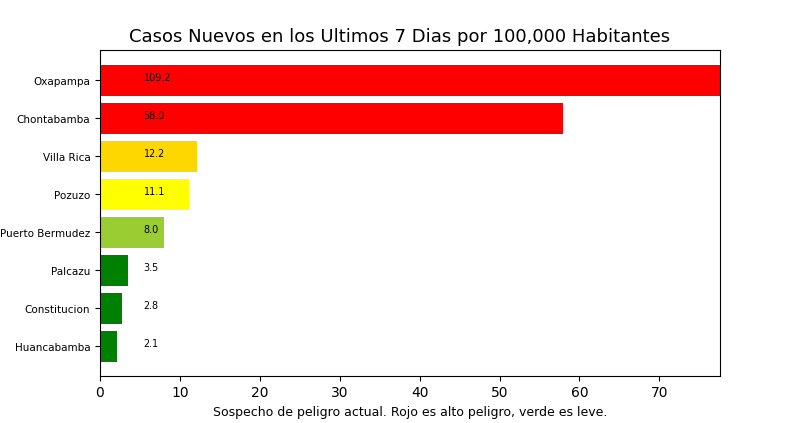 Casos Nuevos en los Ultimos 7 Dias por 100,000 Habitantes
Oxapampa 109.2
Chontabamba 58.0
Villa Rica 12.2
Pozuzo 11.1
Puerto Bermudez 8.0
Palcazu 3.5
Constitucion 2.8
Huancabamba 2.1
0 10 20 30 40 50 60 70
Sospecho de peligro actual. Rojo es alto peligro, verde es leve.